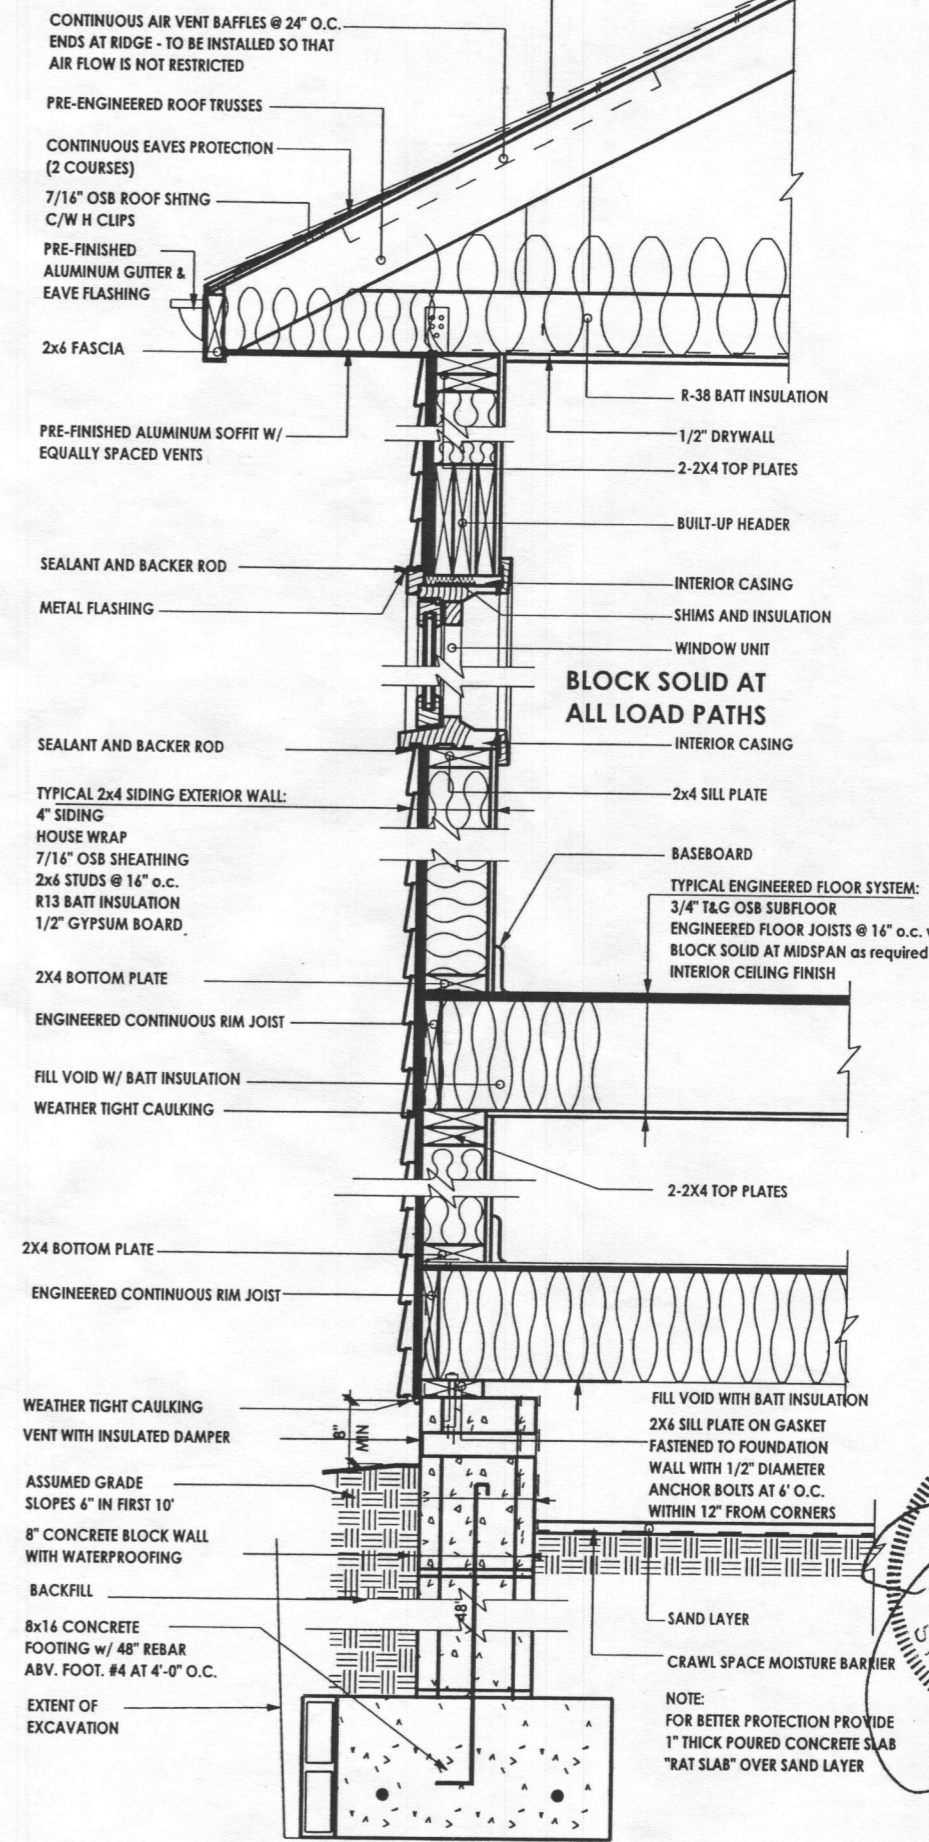 CONTINUOUS AIR VENT BAFFLES @ 24" O.C.
ENDS AT RIDGE - TO BE INSTALLED SO THAT
AIR FLOW IS NOT RESTRICTED
PRE-ENGINEERED ROOF TRUSSES
CONTINUOUS EAVES PROTECTION
(2 COURSES)
7/16" OSB ROOF SHTNG
C/W H CLIPS
PRE-FINISHED
ALUMINUM GUTTER &
EAVE FLASHING
2x6 FASCIA
PRE-FINISHED ALUMINUM SOFFIT W/
EQUALLY SPACED VENTS
R-38 BATT INSULATION
1/2" DRYWALL
2-2X4 TOP PLATES
BUILT-UP HEADER
SEALANT AND BACKER ROD
METAL FLASHING
INTERIOR CASING
SHIMS AND INSULATION
WINDOW UNIT
BLOCK SOLID AT
ALL LOAD PATHS
SEALANT AND BACKER ROD
INTERIOR CASING
2x4 SILL PLATE
TYPICAL 2x4 SIDING EXTERIOR WALL:
4" SIDING
HOUSE WRAP
7/16" OSB SHEATHING
2x6 STUDS @ 16" o.c.
R13 BATT INSULATION
1/2" GYPSUM BOARD
BASEBOARD
TYPICAL ENGINEERED FLOOR SYSTEM:
3/4" T&G OSB SUBFLOOR
ENGINEERED FLOOR JOISTS @ 16" o.c.
BLOCK SOLID AT MIDSPAN as required
INTERIOR CEILING FINISH
2X4 BOTTOM PLATE
ENGINEERED CONTINUOUS RIM JOIST
FILL VOID W/ BATT INSULATION
WEATHER TIGHT CAULKING
2-2X4 TOP PLATES
2X4 BOTTOM PLATE
ENGINEERED CONTINUOUS RIM JOIST
WEATHER TIGHT CAULKING
VENT WITH INSULATED DAMPER
8"
MIN
FILL VOID WITH BATT INSULATION
2X6 SILL PLATE ON GASKET
FASTENED TO FOUNDATION
WALL WITH 1/2" DIAMETER
ANCHOR BOLTS AT 6' O.C.
WITHIN 12" FROM CORNERS
ASSUMED GRADE
SLOPES 6" IN FIRST 10'
8" CONCRETE BLOCK WALL
WITH WATERPROOFING
BACKFILL
48"
8x16 CONCRETE
FOOTING w/ 48" REBAR
ABV. FOOT. #4 AT 4'-0" O.C.
EXTENT OF
EXCAVATION
SAND LAYER
CRAWL SPACE MOISTURE BARRIER
NOTE:
FOR BETTER PROTECTION PROVIDE
1" THICK POURED CONCRETE SLAB
"RAT SLAB" OVER SAND LAYER